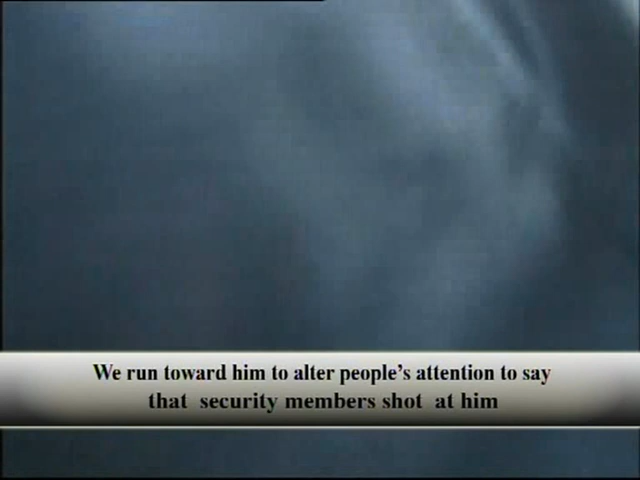 We run toward him to alter people's attention to say
that security members shot at him